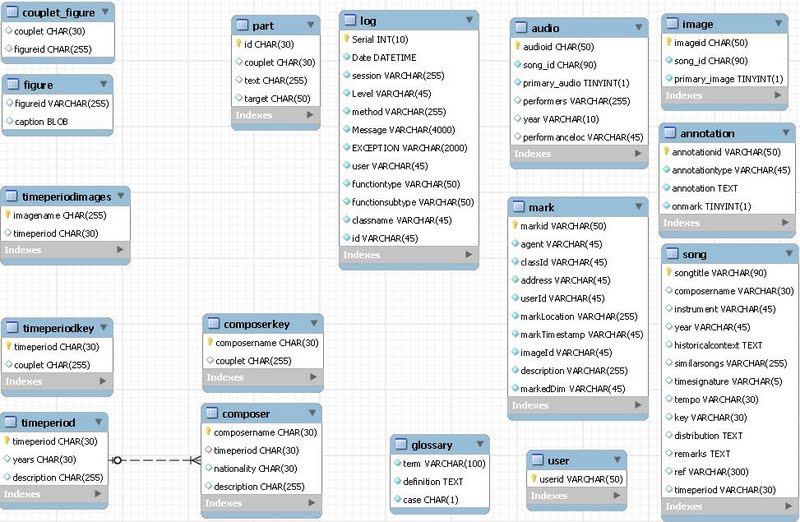 couplet_figure
couplet CHAR(30)
figureid CHAR(255)
figure
figureid VARCHAR(255)
caption BLOB
timeperiodimages
imagename CHAR(255)
timeperiod CHAR(30)
Indexes
timeperiodkey
timeperiod CHAR(30)
couplet CHAR(255)
Indexes
timeperiod
timeperiod CHAR(30)
years CHAR(30)
description CHAR(255)
Indexes
part
id CHAR(30)
couplet CHAR(30)
text CHAR(255)
target CHAR(50)
Indexes
composerkey
composername CHAR(30)
couplet CHAR(255)
Indexes
composer
composername CHAR(30)
timeperiod CHAR(30)
nationality CHAR(30)
description CHAR(255)
Indexes
log
Serial INT(10)
Date DATETIME
session VARCHAR(255)
Level VARCHAR(45)
method VARCHAR(255)
Message VARCHAR(4000)
EXCEPTION VARCHAR(2000)
user VARCHAR(45)
functiontype VARCHAR(50)
functionsubtype VARCHAR(50)
classname VARCHAR(45)
id VARCHAR(45)
Indexes
glossary
term VARCHAR(100)
definition TEXT
case CHAR(1)
audio
audioid CHAR(50)
song_id CHAR(90)
primary_audio TINYINT(1)
performers VARCHAR(255)
year VARCHAR(10)
performanceloc VARCHAR(45)
Indexes
mark
markid VARCHAR(50)
agent VARCHAR(45)
classId VARCHAR(45)
address VARCHAR(45)
userId VARCHAR(45)
markLocation VARCHAR(255)
markTimestamp VARCHAR(45)
imageId VARCHAR(45)
description VARCHAR(255)
markedDim VARCHAR(45)
Indexes
user
userid VARCHAR(50)
Indexes
image
imageid CHAR(50)
song_id CHAR(90)
primary_image TINYINT(1)
Indexes
annotation
annotationid VARCHAR(50)
annotationtype VARCHAR(45)
annotation TEXT
onmark TINYINT(1)
Indexes
song
songtitle VARCHAR(90)
composername VARCHAR(30)
instrument VARCHAR(45)
year VARCHAR(45)
historicalcontext TEXT
similarsongs VARCHAR(255)
timesignature VARCHAR(5)
tempo VARCHAR(30)
key VARCHAR(30)
distribution TEXT
remarks TEXT
ref VARCHAR(300)
timeperiod VARCHAR(30)
Indexes